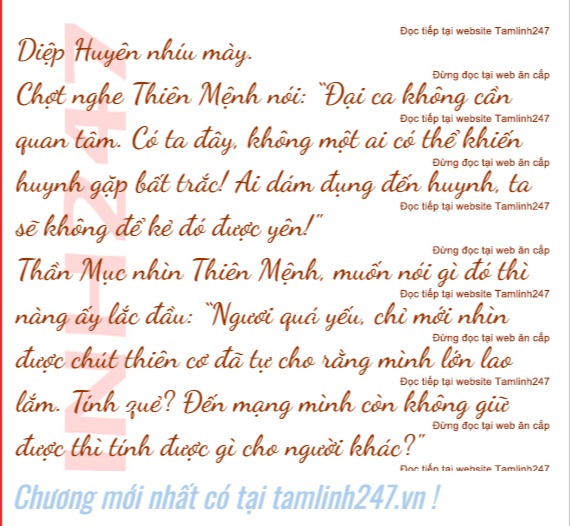 Đọc tiếp tại website Tamlinh247
Diệp Huyên nhíu mày.
Đừng đọc tại web ăn cắp
Chợt nghe Thiên Mệnh nói: "Đại ca không cần
Đọc tiếp tại website Tamlinh247
quan tâm. Có ta đây, không một ai có thể khiến
Đừng đọc tại web ăn cắp
huynh gặp bất trắc! Ai dám đụng đến huynh, ta
Đọc tiếp tại website Tamlinh247
sẽ không để kẻ đó được yên!"
Đừng đọc tại web ăn cắp
Thần Mục nhìn Thiên Mệnh, muốn nói gì đó thì
Đọc tiếp tại website Tamlinh247
nàng ấy lắc đầu: "Ngươi quá yếu, chỉ mới nhìn
Đừng đọc tại web ăn cắp
được chút thiên cơ đã tự cho rằng mình lớn lao
Đọc tiếp tại website Tamlinh247
lắm. Tính quẻ? Đến mạng mình còn không giữ
Đừng đọc tại web ăn cắp
được thì tính được gì cho người khác?"
Đọc tiếp tại website Tamlinh247
INH247
Chương mới nhất có tại tamlinh247.vn !